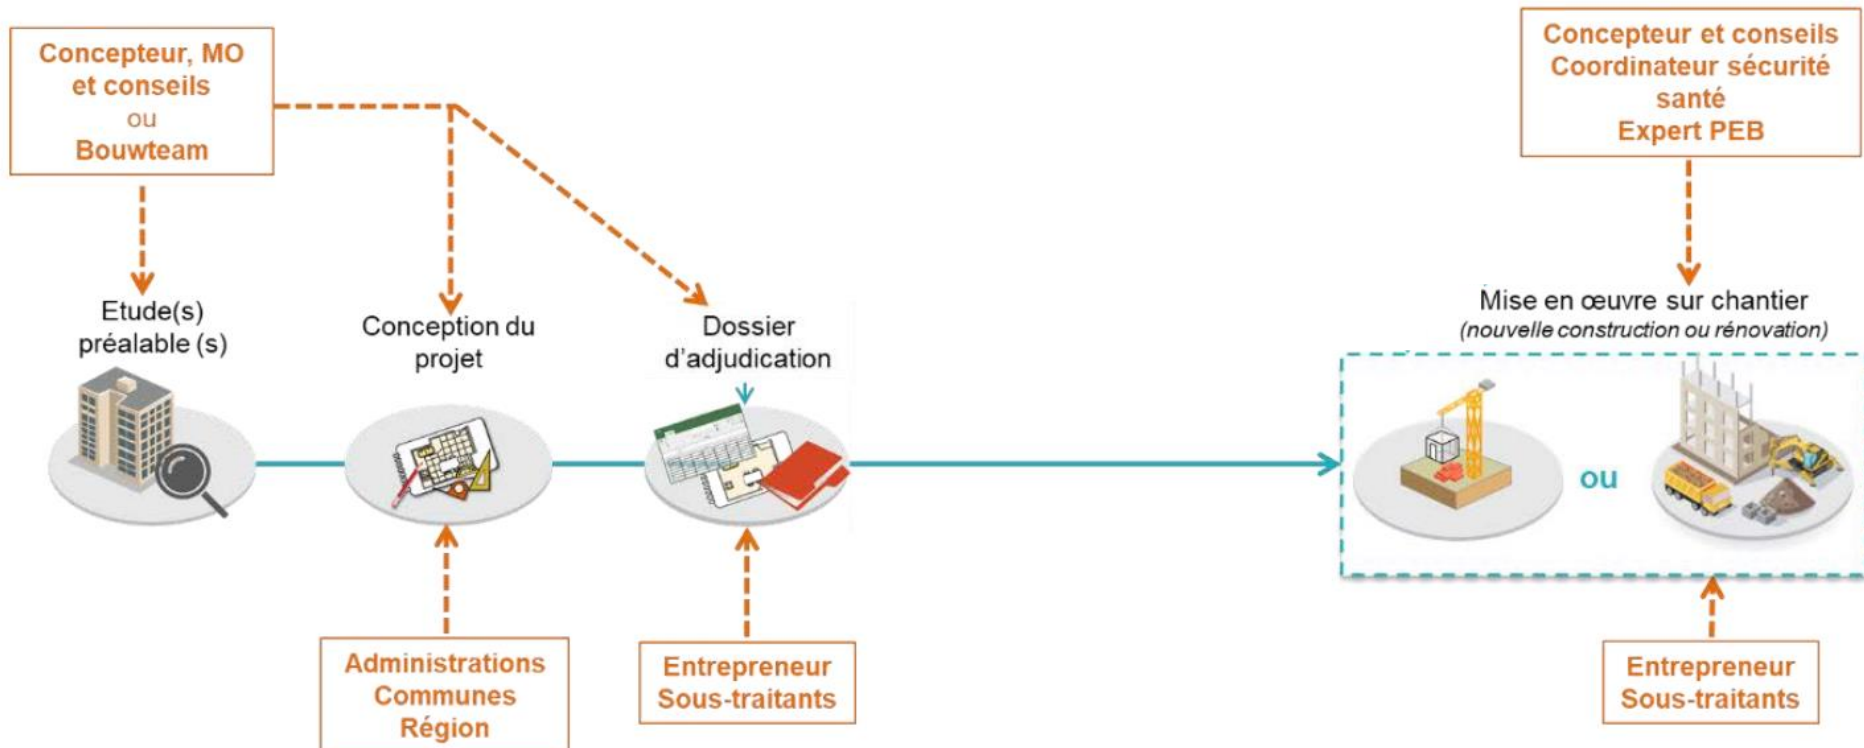 Concepteur, MO
et conseils
ou
Bouwteam
Concepteur et conseils
Coordinateur sécurité
santé
Expert PEB
Etude(s)
préalable (s)
Conception du
projet
Dossier
d'adjudication
Mise en œuvre sur chantier
(nouvelle construction ou rénovation)
ou
Administrations
Communes
Région
Entrepreneur
Sous-traitants
Entrepreneur
Sous-traitants